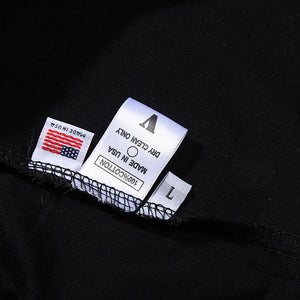 MADE IN USA
V
DRY CLEAN ONLY
MADE IN USA
100%COTTON
L